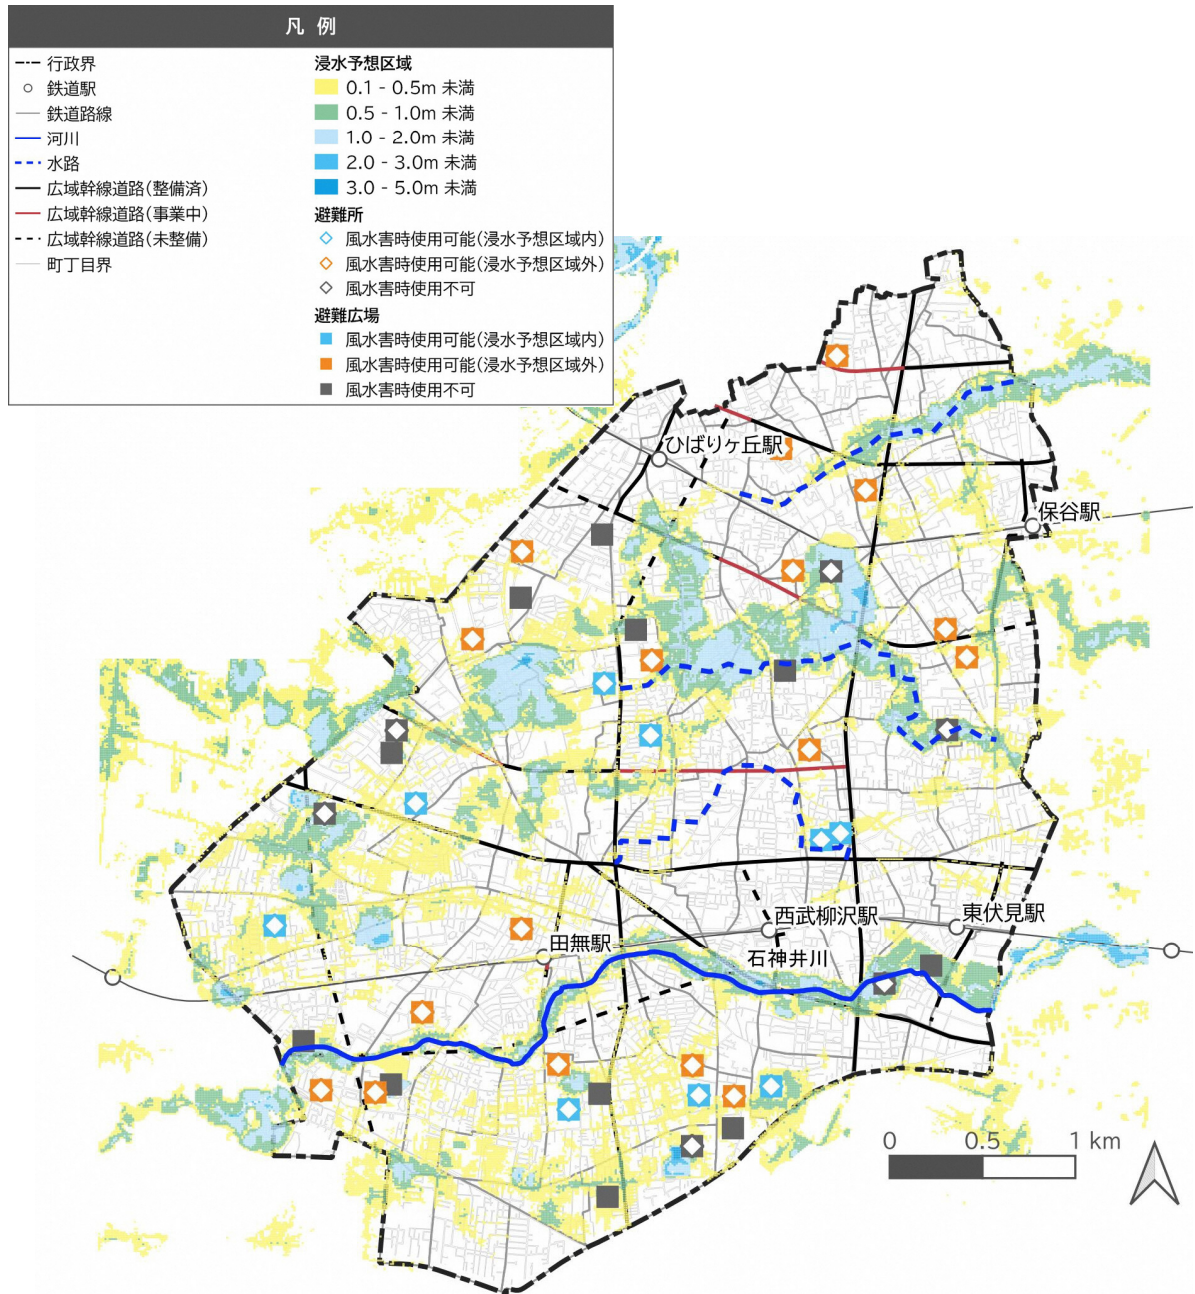 凡 例
行政界
鉄道駅
鉄道路線
河川
水路
広域幹線道路(整備済)
広域幹線道路(事業中)
広域幹線道路(未整備)
町丁目界
浸水予想区域
0.1 - 0.5m 未満
0.5 - 1.0m 未満
1.0 - 2.0m 未満
2.0 - 3.0m 未満
3.0 - 5.0m 未満
避難所
風水害時使用可能(浸水予想区域内)
風水害時使用可能(浸水予想区域外)
風水害時使用不可
避難広場
風水害時使用可能(浸水予想区域内)
風水害時使用可能(浸水予想区域外)
風水害時使用不可
ひばりヶ丘駅
保谷駅
西武柳沢駅
東伏見駅
田無駅
石神井川
0 0.5 1 km